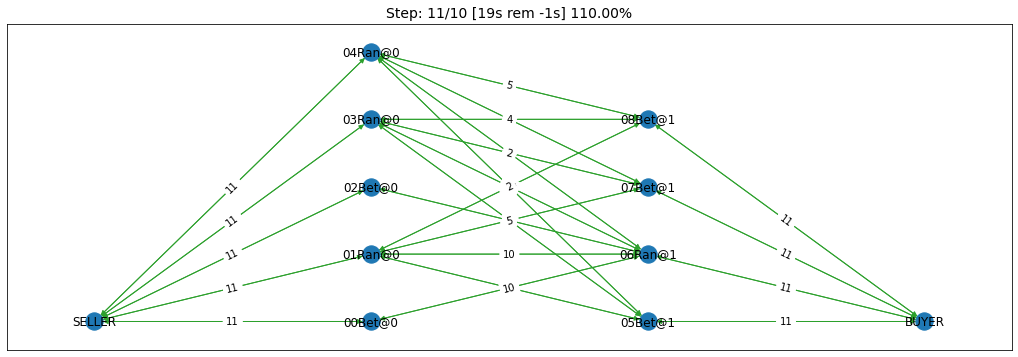 Step: 11/10 [19s rem -1s] 110.00%
04Ran@0
5
03Ran@0
4
08Bet@1
2
11
02Bet@0
2
07Bet@1
11
5
11
11
01Ran@0
10
06Ran@1
11
11
10
11
SELLER
11
00Bet@0
05Bet@1
11
BUYER